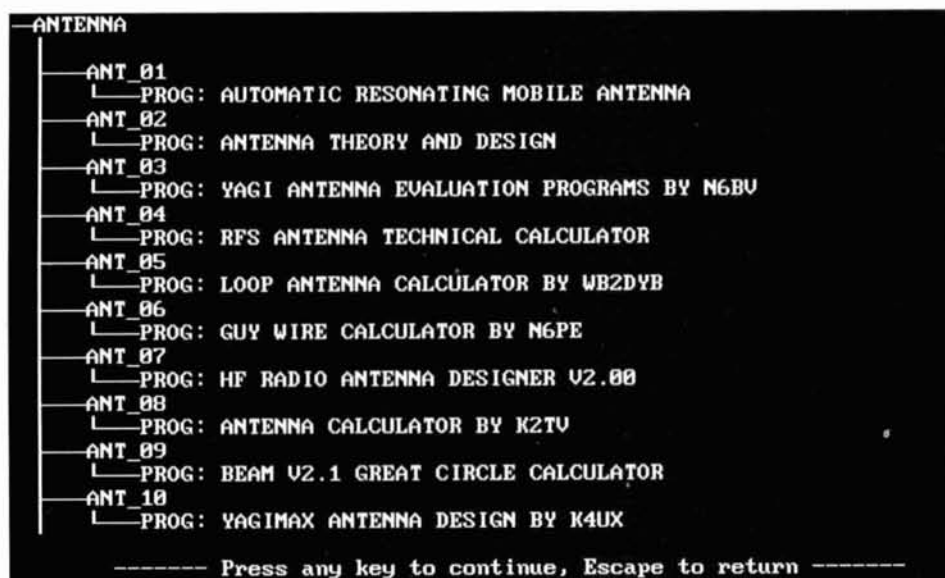 ANTENNA
ANT_01
PROG: AUTOMATIC RESONATING MOBILE ANTENNA
ANT_02
PROG: ANTENNA THEORY AND DESIGN
ANT_03
PROG: YAGI ANTENNA EVALUATION PROGRAMS BY N6BV
ANT_04
PROG: RFS ANTENNA TECHNICAL CALCULATOR
ANT_05
PROG: LOOP ANTENNA CALCULATOR BY WB2DYB
ANT_06
PROG: GUY WIRE CALCULATOR BY N6PE
ANT_07
PROG: HF RADIO ANTENNA DESIGNER V2.00
ANT_08
PROG: ANTENNA CALCULATOR BY K2TV
ANT_09
PROG: BEAM V2.1 GREAT CIRCLE CALCULATOR
ANT_10
PROG: YAGIMAX ANTENNA DESIGN BY K4UX
------- Press any key to continue, Escape to return -------